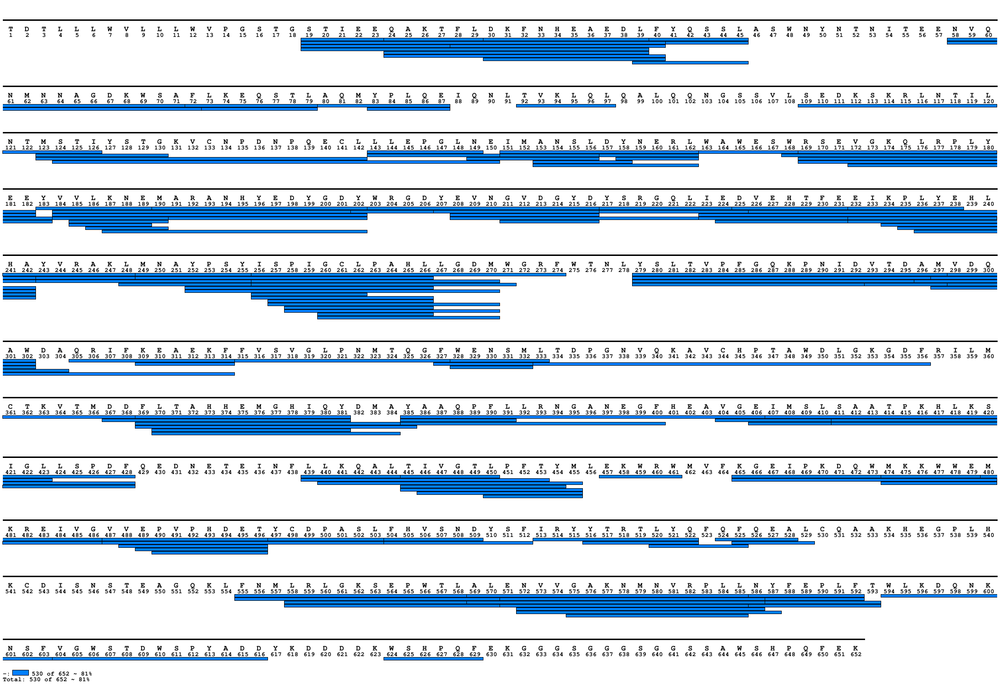 T D T L L L W V L L L W V P G S T G S T I E E Q A K T F L D K F N H E A E D L F Y Q S S L A S W N Y N T N I T E E N V Q
1 2 3 4 5 6 7 8 9 10 11 12 13 14 15 16 17 18 19 20 21 22 23 24 25 26 27 28 29 30 31 32 33 34 35 36 37 38 39 40 41 42 43 44 45 46 47 48 49 50 51 52 53 54 55 56 57 58 59 60
N M N N A G D K W S A F L K E Q S T L A Q M Y P L Q E I Q N L T V K L Q L Q A L Q Q N G S S V L S E D K S K R L N T I L
61 62 63 64 65 66 67 68 69 70 71 72 73 74 75 76 77 78 79 80 81 82 83 84 85 86 87 88 89 90 91 92 93 94 95 96 97 98 99 100 101 102 103 104 105 106 107 108 109 110 111 112 113 114 115 116 117 118 119 120
N T M S T I Y S T G K V C N P D N P Q E C L L L E P G L N E I M A N S L D Y N E R L W A W E S W R S E V G K Q L R P L Y
121 122 123 124 125 126 127 128 129 130 131 132 133 134 135 136 137 138 139 140 141 142 143 144 145 146 147 148 149 150 151 152 153 154 155 156 157 158 159 160 161 162 163 164 165 166 167 168 169 170 171 172 173 174 175 176 177 178 179 180
E E Y V V L K N E M A R A N H Y E D Y G D Y W R G D Y E V N G V D G Y D Y S R G Q L I E D V E H T F E E I K P L Y E H L
181 182 183 184 185 186 187 188 189 190 191 192 193 194 195 196 197 198 199 200 201 202 203 204 205 206 207 208 209 210 211 212 213 214 215 216 217 218 219 220 221 222 223 224 225 226 227 228 229 230 231 232 233 234 235 236 237 238 239 240
H A Y V R A K L M N A Y P S Y I S P I G C L P A H L L G D M W G R F W T N L Y S L T V P F G Q K P N I D V T D A M V D Q
241 242 243 244 245 246 247 248 249 250 251 252 253 254 255 256 257 258 259 260 261 262 263 264 265 266 267 268 269 270 271 272 273 274 275 276 277 278 279 280 281 282 283 284 285 286 287 288 289 290 291 292 293 294 295 296 297 298 299 300
A W D A Q R I F K E A E K F F V S V G L P N M T Q G F W E N S M L T D P G N V Q K A V C H P T A W D L G K G D F R I L M
301 302 303 304 305 306 307 308 309 310 311 312 313 314 315 316 317 318 319 320 321 322 323 324 325 326 327 328 329 330 331 332 333 334 335 336 337 338 339 340 341 342 343 344 345 346 347 348 349 350 351 352 353 354 355 356 357 358 359 360
C T K V T M D D F L T A H H E M G H I Q Y D M A Y A A Q P F L L R N G A N E G F H E A V G E I M S L S A A T P K H L K S
361 362 363 364 365 366 367 368 369 370 371 372 373 374 375 376 377 378 379 380 381 382 383 384 385 386 387 388 389 390 391 392 393 394 395 396 397 398 399 400 401 402 403 404 405 406 407 408 409 410 411 412 413 414 415 416 417 418 419 420
I G L L S P D F Q E D N E T E I N F L L K Q A L T I V G T L P F T Y M L E K W R W M V F K G E I P K D Q W M K K W W E M
421 422 423 424 425 426 427 428 429 430 431 432 433 434 435 436 437 438 439 440 441 442 443 444 445 446 447 448 449 450 451 452 453 454 455 456 457 458 459 460 461 462 463 464 465 466 467 468 469 470 471 472 473 474 475 476 477 478 479 480
K R E I V G V V E P V P H D E T Y C D P A S L F H V S N D Y S F I R Y Y T R T L Y Q F Q F Q E A L C Q A A K H E G P L H
481 482 483 484 485 486 487 488 489 490 491 492 493 494 495 496 497 498 499 500 501 502 503 504 505 506 507 508 509 510 511 512 513 514 515 516 517 518 519 520 521 522 523 524 525 526 527 528 529 530 531 532 533 534 535 536 537 538 539 540
K C D I S N S T E A G Q K L F N M L R L G K S E P W T L A L E N V V G A K N M N V R P L L N Y F E P L F T W L K D Q N K
541 542 543 544 545 546 547 548 549 550 551 552 553 554 555 556 557 558 559 560 561 562 563 564 565 566 567 568 569 570 571 572 573 574 575 576 577 578 579 580 581 582 583 584 585 586 587 588 589 590 591 592 593 594 595 596 597 598 599 600
N S F V G W S T D W S P Y A D D Y K D D D D K W S H P Q F E K G G G S G G G S G G S S A W S H P Q F E K
601 602 603 604 605 606 607 608 609 610 611 612 613 614 615 616 617 618 619 620 621 622 623 624 625 626 627 628 629 630 631 632 633 634 635 636 637 638 639 640 641 642 643 644 645 646 647 648 649 650 651 652
-: 530 of 652 ~ 81%
Total: 530 of 652 ~ 81%